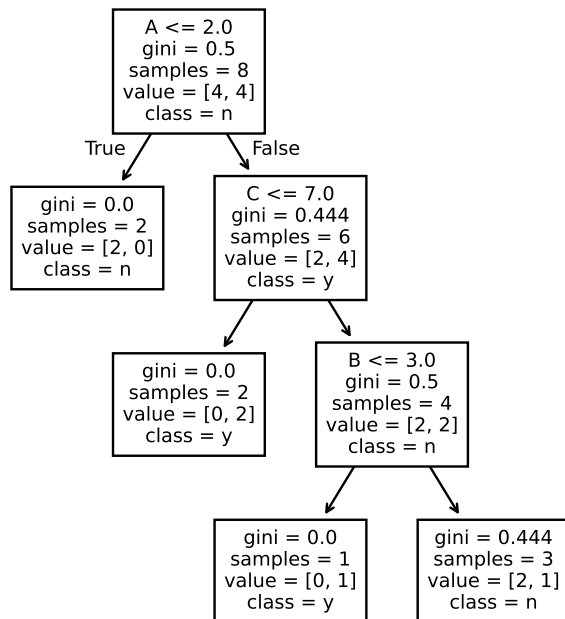 A <= 2.0
gini = 0.5
samples = 8
value = [4, 4]
class = n
True
False
gini = 0.0
samples = 2
value = [2, 0]
class = n
C <= 7.0
gini = 0.444
samples = 6
value = [2, 4]
class = y
gini = 0.0
samples = 2
value = [0, 2]
class = y
B <= 3.0
gini = 0.5
samples = 4
value = [2, 2]
class = n
gini = 0.0
samples = 1
value = [0, 1]
class = y
gini = 0.444
samples = 3
value = [2, 1]
class = n